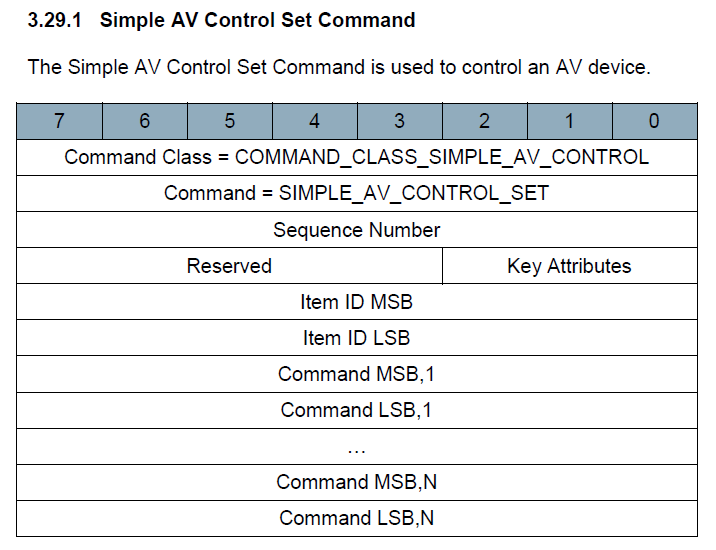 3.29.1 Simple AV Control Set Command
The Simple AV Control Set Command is used to control an AV device.
7 6 5 4 3 2 1 0
Command Class = COMMAND_CLASS_SIMPLE_AV_CONTROL
Command = SIMPLE_AV_CONTROL_SET
Sequence Number
Reserved Key Attributes
Item ID MSB
Item ID LSB
Command MSB,1
Command LSB,1
...
Command MSB,N
Command LSB,N